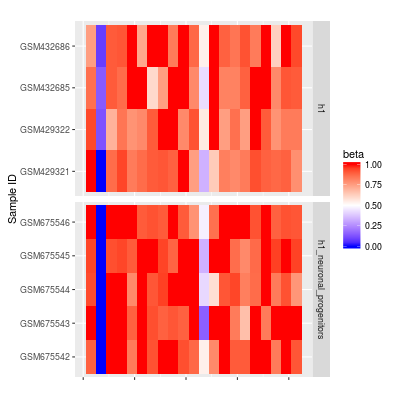 Sample ID
GSM432686
GSM432685
GSM429322
GSM429321
h1
GSM675546
GSM675545
GSM675544
GSM675543
GSM675542
h1_neuronal_progenitors
beta
1.00
0.75
0.50
0.25
0.00